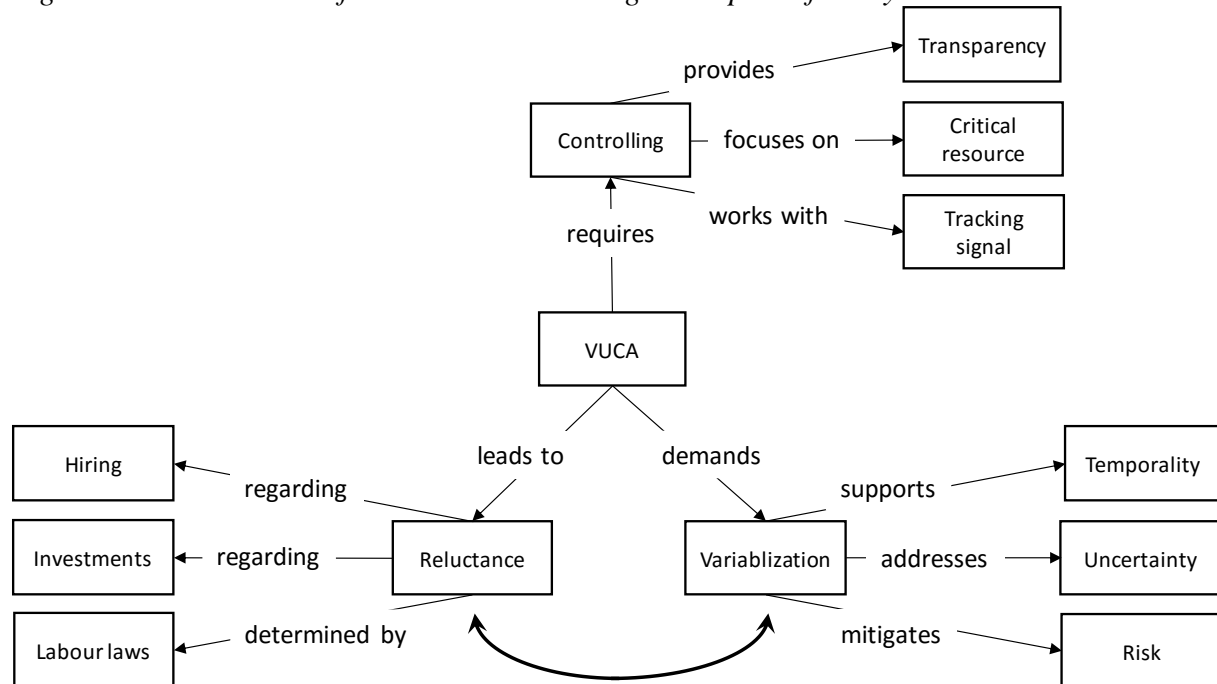 Transparency
provides
Controlling
focuses on
Critical
resource
works with
Tracking
signal
requires
VUCA
leads to
demands
Hiring
regarding
supports
Temporality
Investments
regarding
Reluctance
Variablization
addresses
Uncertainty
Labour laws
determined by
mitigates
Risk